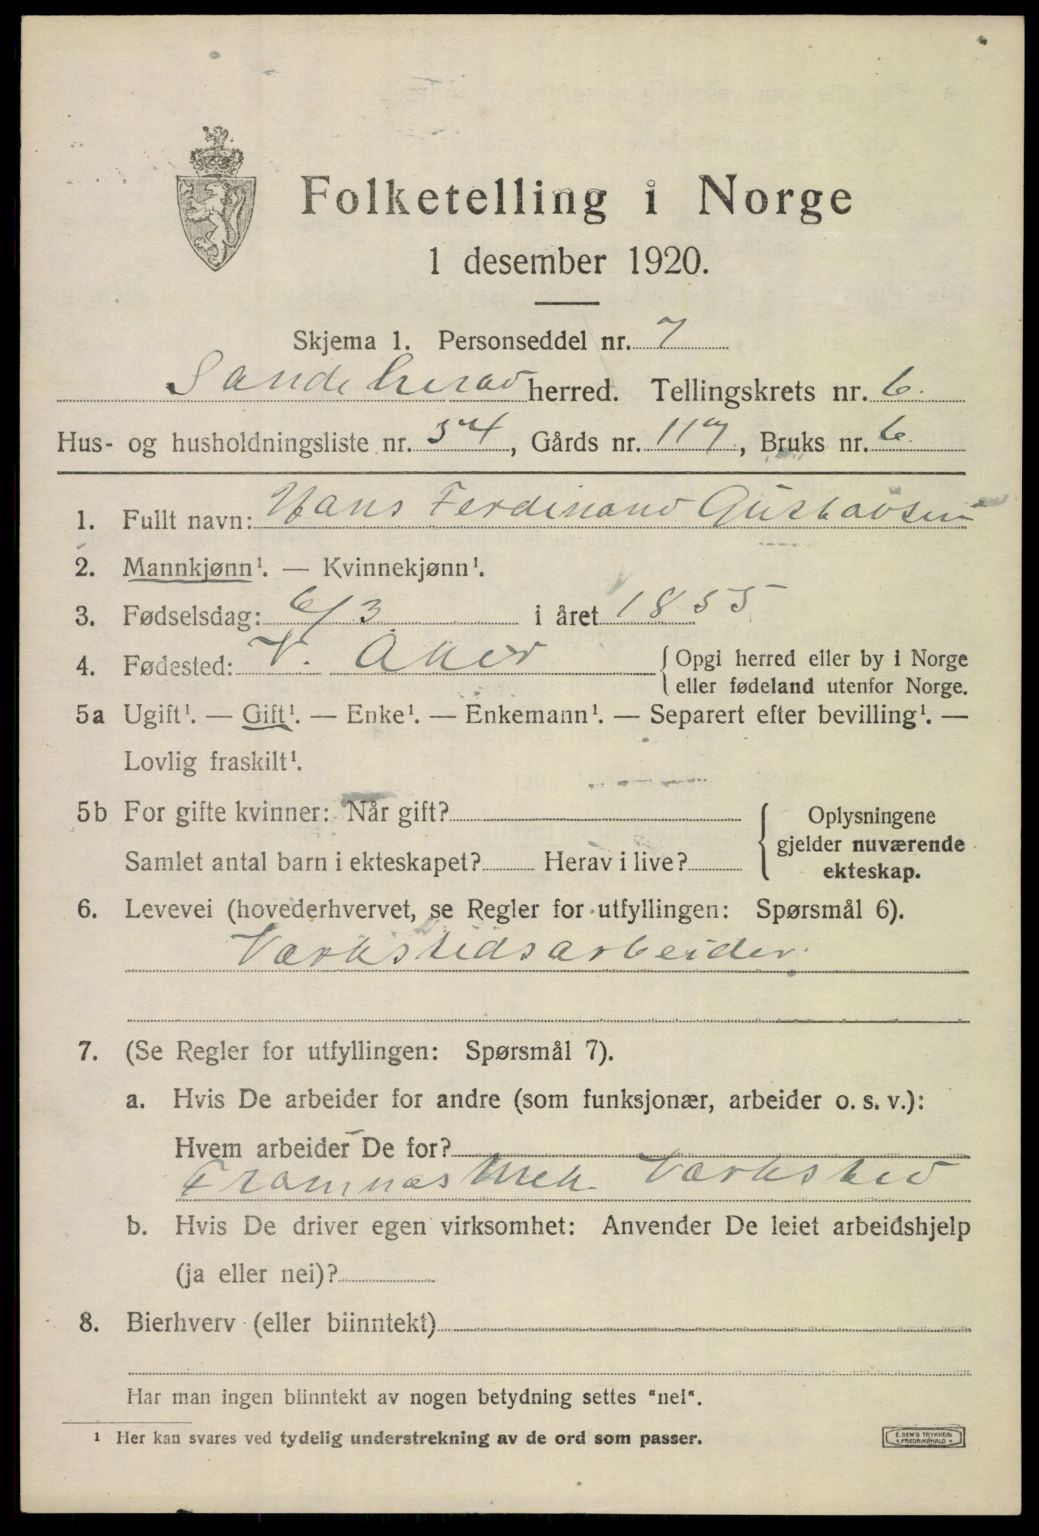 Folketelling i Norge
1 desember 1920.
Skjema 1. Personseddel nr. 7
Sandeherad herred. Tellingskrets nr. 6.
Hus- og husholdningsliste nr. 54, Gårds nr. 117, Bruks nr. 6.
1. Fullt navn: Hans Ferdinand Gustavsen
2. Mannkjønn¹. — Kvinnekjønn¹.
3. Fødselsdag: 6/3 i året 1855
4. Fødested: V. Aker {Opgi herred eller by i Norge
eller fødeland utenfor Norge.
5a Ugift¹. — Gift¹. — Enke¹. — Enkemann¹. — Separert efter bevilling¹. —
Lovlig fraskilt¹.
5b For gifte kvinner: Når gift?
Samlet antal barn i ekteskapet? Herav i live?
{Oplysningene
gjelder nuværende
ekteskap.
6. Levevei (hovederhvervet, se Regler for utfyllingen: Spørsmål 6).
Værkstedsarbeider.
7. (Se Regler for utfyllingen: Spørsmål 7).
a. Hvis De arbeider for andre (som funksjonær, arbeider o. s. v.):
Hvem arbeider De for?
Framnæs Mek. Værksted
b. Hvis De driver egen virksomhet: Anvender De leiet arbeidshjelp
(ja eller nei)?
8. Bierhverv (eller biinntekt)
Har man ingen biinntekt av nogen betydning settes "nei".
¹ Her kan svares ved tydelig understrekning av de ord som passer.
E. SEM'S TRYKKERI
FREDRIKSHALD